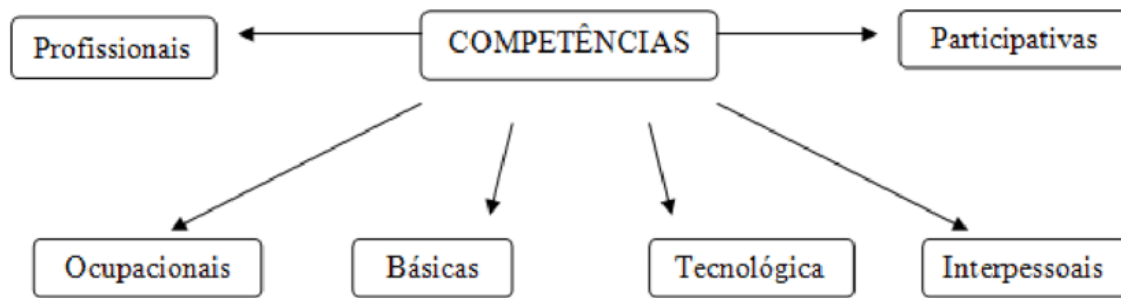 Profissionais
COMPETÊNCIAS
Participativas
Ocupacionais
Básicas
Tecnológica
Interpessoais